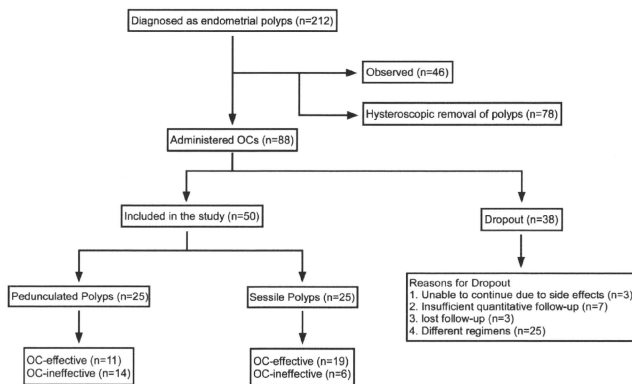 Diagnosed as endometrial polyps (n=212)
Observed (n=46)
Hysteroscopic removal of polyps (n=78)
Administered OCs (n=88)
Included in the study (n=50)
Dropout (n=38)
Pedunculated Polyps (n=25)
Sessile Polyps (n=25)
Reasons for Dropout
1. Unable to continue due to side effects (n=3)
2. Insufficient quantitative follow-up (n=7)
3. lost follow-up (n=3)
4. Different regimens (n=25)
OC-effective (n=11)
OC-ineffective (n=14)
OC-effective (n=19)
OC-ineffective (n=6)